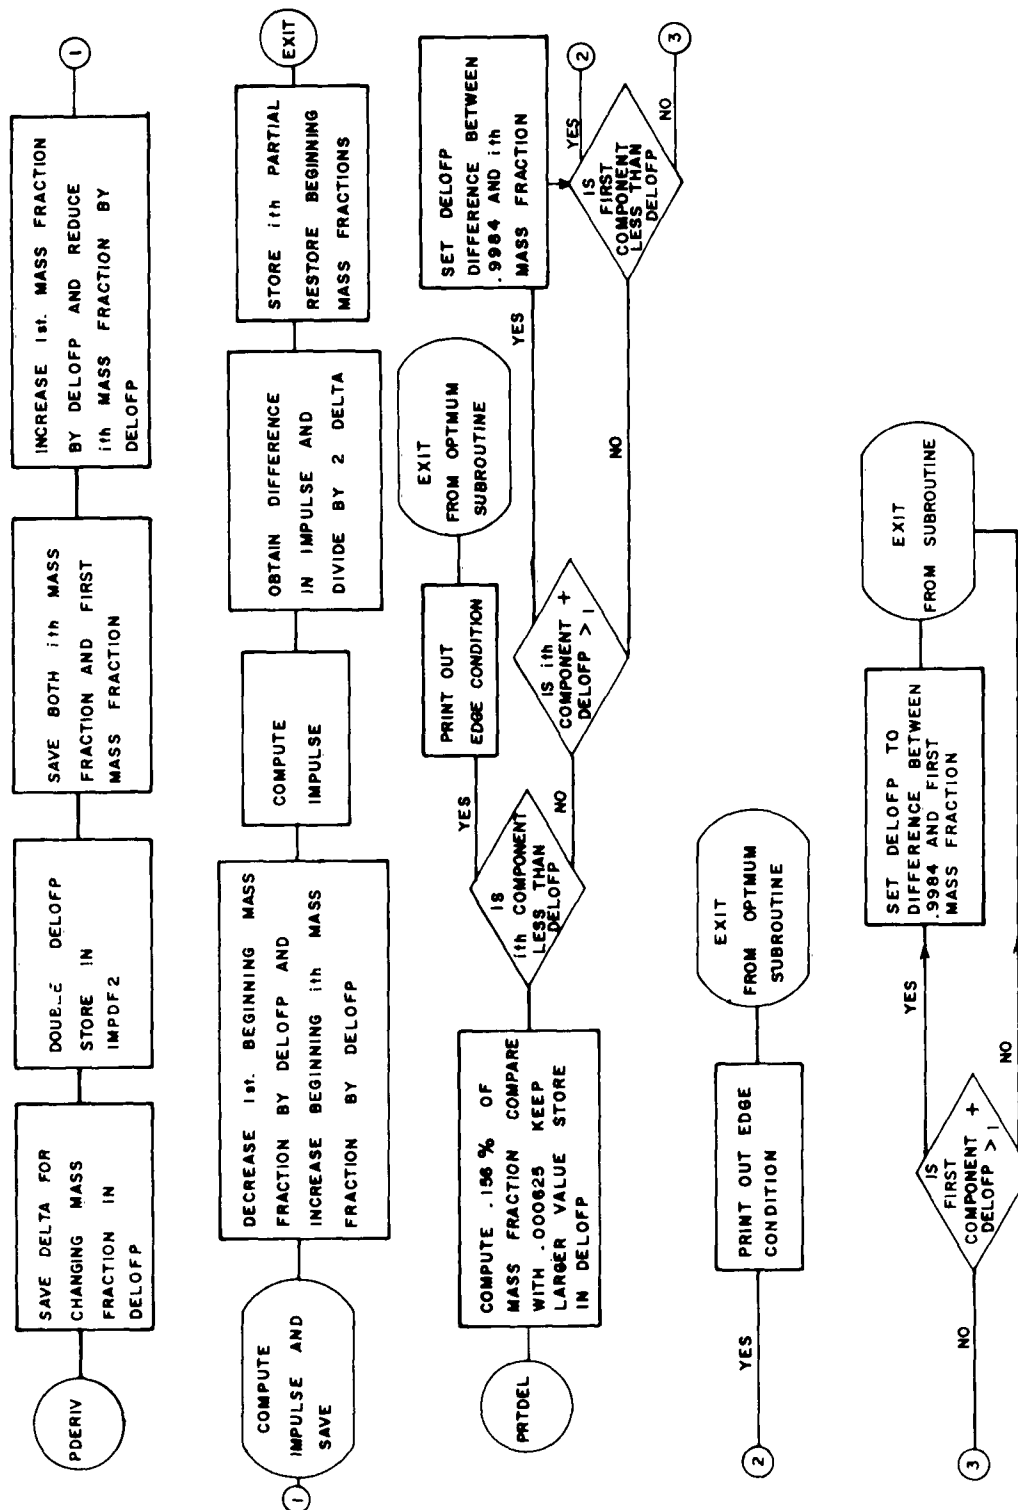 PDERIV
SAVE DELTA FOR
CHANGING MASS
FRACTION IN
DELOFP
DOUBLE DELOFP
STORE IN
IMPDF2
SAVE BOTH ith MASS
FRACTION AND FIRST
MASS FRACTION
INCREASE 1st. MASS FRACTION
BY DELOFP AND REDUCE
ith MASS FRACTION BY
DELOFP
1
1
COMPUTE
IMPULSE AND
SAVE
DECREASE 1st. BEGINNING MASS
FRACTION BY DELOFP AND
INCREASE BEGINNING ith MASS
FRACTION BY DELOFP
COMPUTE
IMPULSE
OBTAIN DIFFERENCE
IN IMPULSE AND
DIVIDE BY 2 DELTA
STORE ith PARTIAL
RESTORE BEGINNING
MASS FRACTIONS
EXIT
PRTDEL
COMPUTE .156 % OF
MASS FRACTION COMPARE
WITH .000625 KEEP
LARGER VALUE STORE
IN DELOFP
IS
ith COMPONENT
LESS THAN
DELOFP
YES
PRINT OUT
EDGE CONDITION
EXIT
FROM OPTMUM
SUBROUTINE
NO
IS ith
COMPONENT +
DELOFP > 1
YES
SET DELOFP
DIFFERENCE BETWEEN
.9984 AND ith
MASS FRACTION
NO
IS
FIRST
COMPONENT
LESS THAN
DELOFP
YES
2
NO
3
2
YES
PRINT OUT EDGE
CONDITION
EXIT
FROM OPTMUM
SUBROUTINE
3
NO
IS
FIRST
COMPONENT +
DELOFP > 1
YES
SET DELOFP TO
DIFFERENCE BETWEEN
.9984 AND FIRST
MASS FRACTION
EXIT
FROM SUBROUTINE
NO